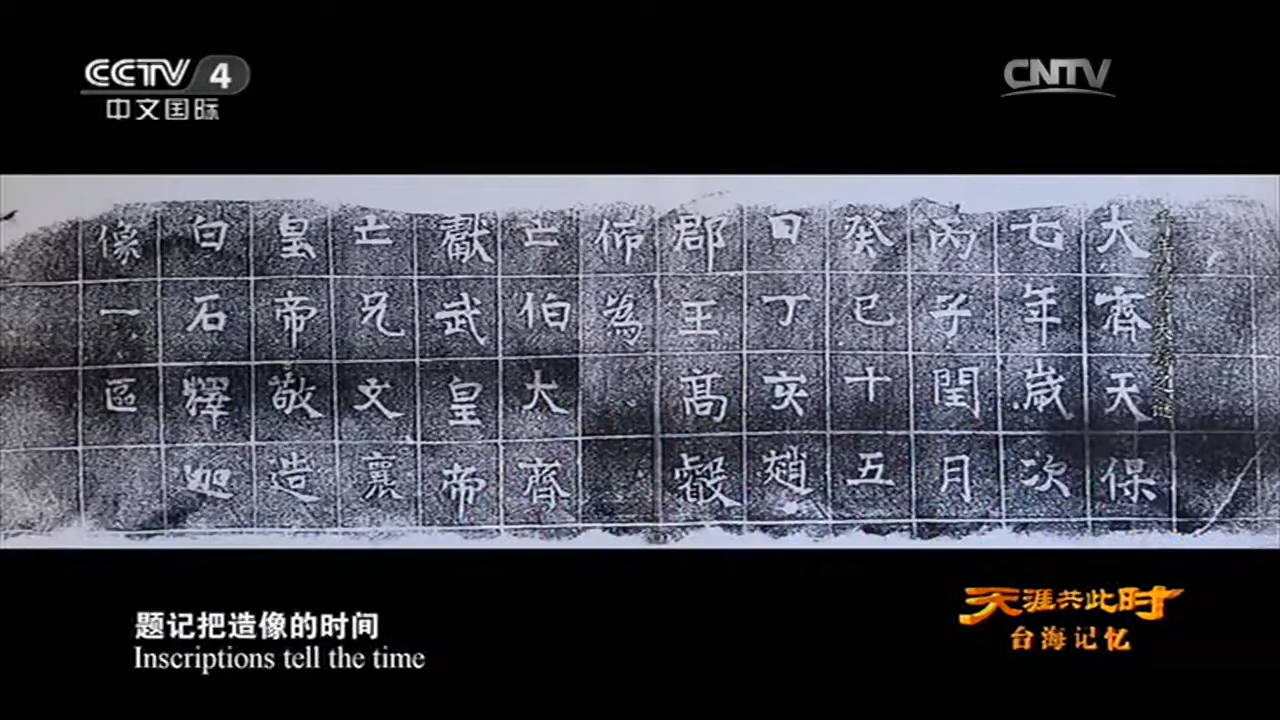 CCTV 4
中文国际
CNTV
大齊天保
七年歲次
丙子閏月
癸巳十五
日丁亥趙
郡王髙叡
仰為
亡伯大齊
獻武皇帝
亡兄文襄
皇帝敬造
白石釋迦
像一區
题记把造像的时间
Inscriptions tell the time
天涯共此时
台海记忆